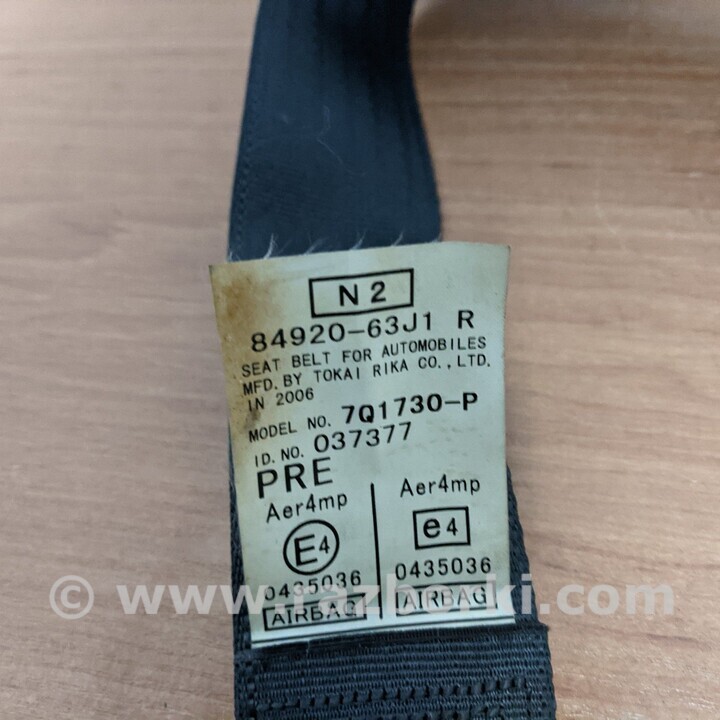 N2
84920-63J1 R
SEAT BELT FOR AUTOMOBILES
MFD. BY TOKAI RIKA CO., LTD.
IN 2006
MODEL NO. 7Q1730-P
ID. NO. 037377
PRE
Aer4mp Aer4mp
E4 e4
0435036 0435036
AIRBAG AIRBAG
© www.razborki.com